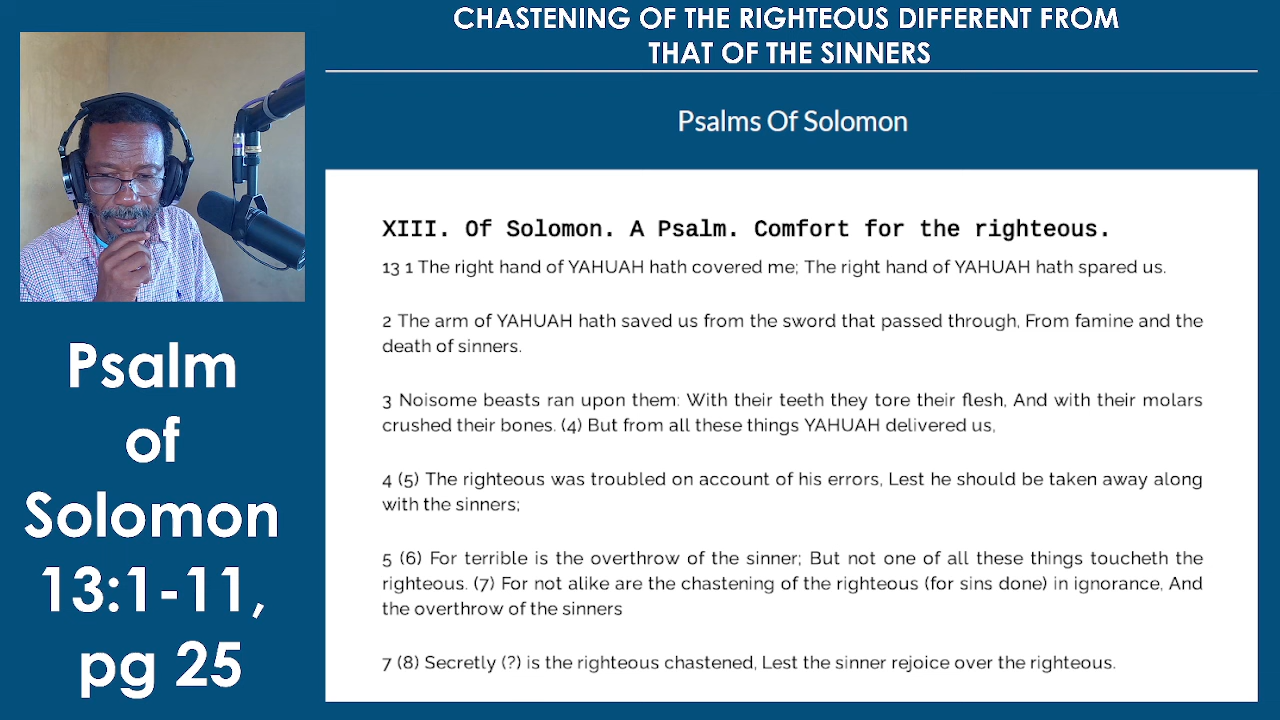 CHASTENING OF THE RIGHTEOUS DIFFERENT FROM
THAT OF THE SINNERS
Psalms Of Solomon
XIII. Of Solomon. A Psalm. Comfort for the righteous.
13 1 The right hand of YAHUAH hath covered me; The right hand of YAHUAH hath spared us.
2 The arm of YAHUAH hath saved us from the sword that passed through, From famine and the
death of sinners.
3 Noisome beasts ran upon them: With their teeth they tore their flesh, And with their molars
crushed their bones. (4) But from all these things YAHUAH delivered us,
4 (5) The righteous was troubled on account of his errors, Lest he should be taken away along
with the sinners;
5 (6) For terrible is the overthrow of the sinner; But not one of all these things toucheth the
righteous. (7) For not alike are the chastening of the righteous (for sins done) in ignorance, And
the overthrow of the sinners
7 (8) Secretly (?) is the righteous chastened, Lest the sinner rejoice over the righteous.
Psalm
of
Solomon
13:1-11,
pg 25